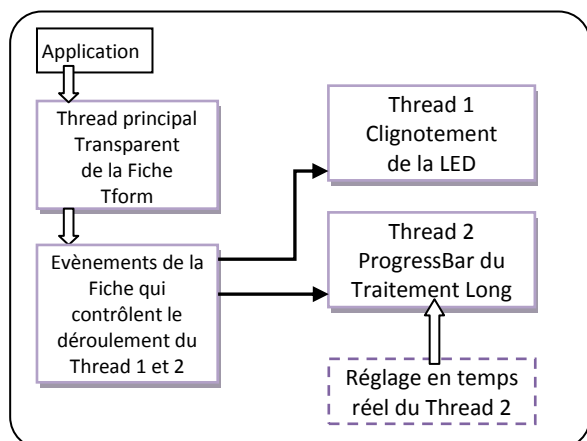 Application
Thread principal
Transparent
de la Fiche
Tform
Evènements de la
Fiche qui
contrôlent le
déroulement du
Thread 1 et 2
Thread 1
Clignotement
de la LED
Thread 2
ProgressBar du
Traitement Long
Réglage en temps
réel du Thread 2